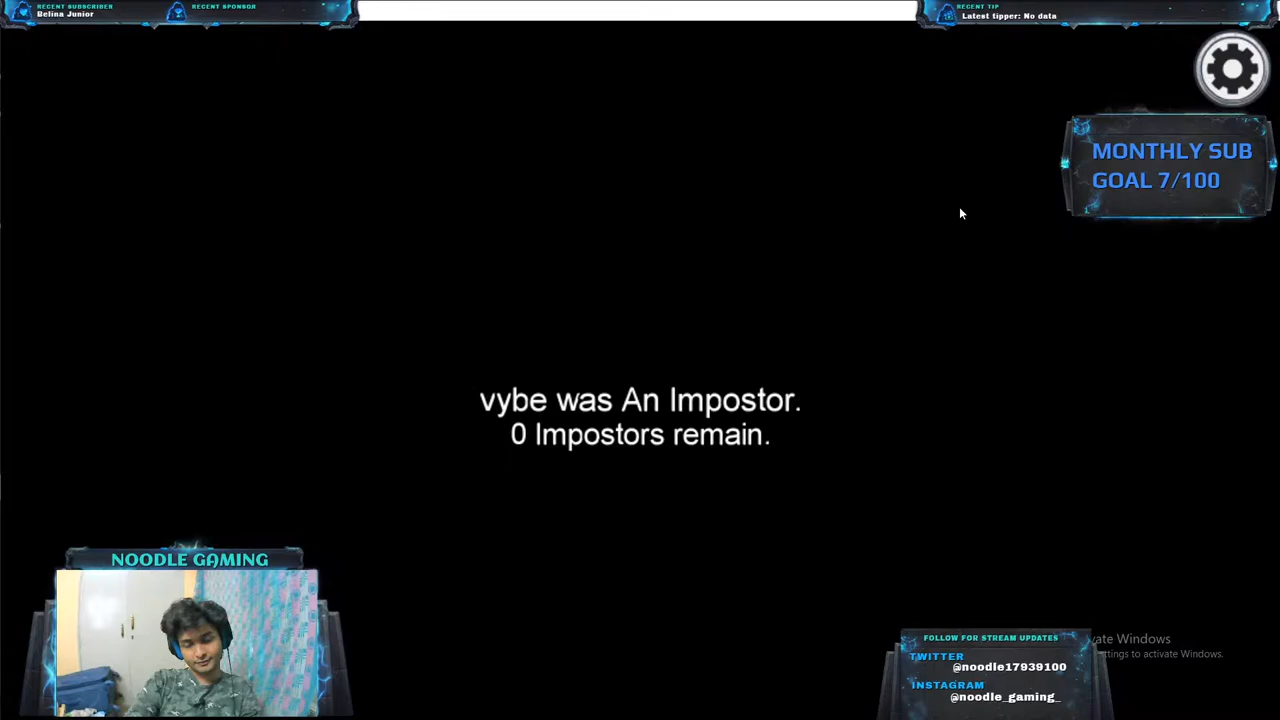 RECENT SUBSCRIBER
Belina Junior
RECENT SPONSOR
RECENT TIP
Latest tipper: No data
MONTHLY SUB
GOAL 7/100
vybe was An Impostor.
0 Impostors remain.
NOODLE GAMING
FOLLOW FOR STREAM UPDATES
TWITTER
@noodle17939100
INSTAGRAM
@noodle_gaming_
vate Windows
ttings to activate Windows.